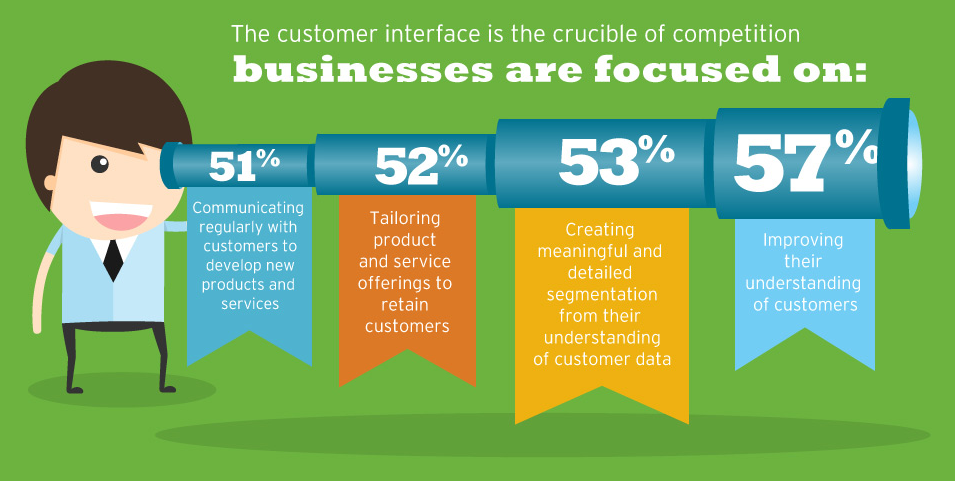 The customer interface is the crucible of competition
businesses are focused on:
51%
Communicating
regularly with
customers to
develop new
products and
services
52%
Tailoring
product
and service
offerings to
retain
customers
53%
Creating
meaningful and
detailed
segmentation
from their
understanding
of customer data
57%
Improving
their
understanding
of customers